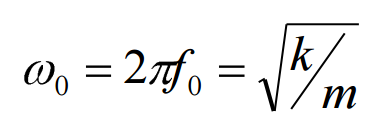 ω₀ = 2πf₀ = √(k/m)